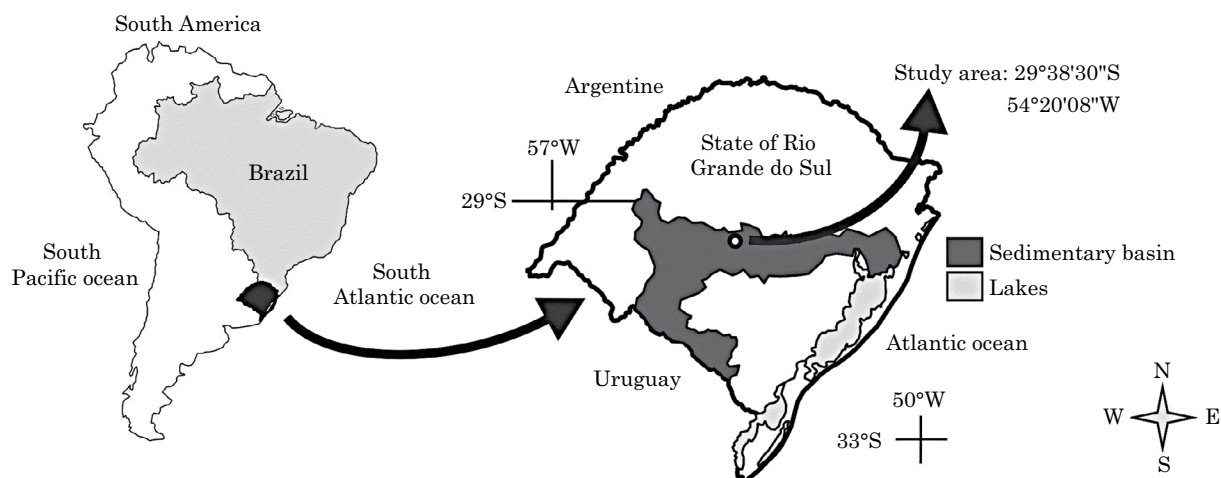 South America
Brazil
South
Pacific ocean
South
Atlantic ocean
Argentine
57°W
29°S
State of Rio
Grande do Sul
Study area: 29°38'30"S
54°20'08"W
Sedimentary basin
Lakes
Atlantic ocean
Uruguay
50°W
33°S
N
W
E
S